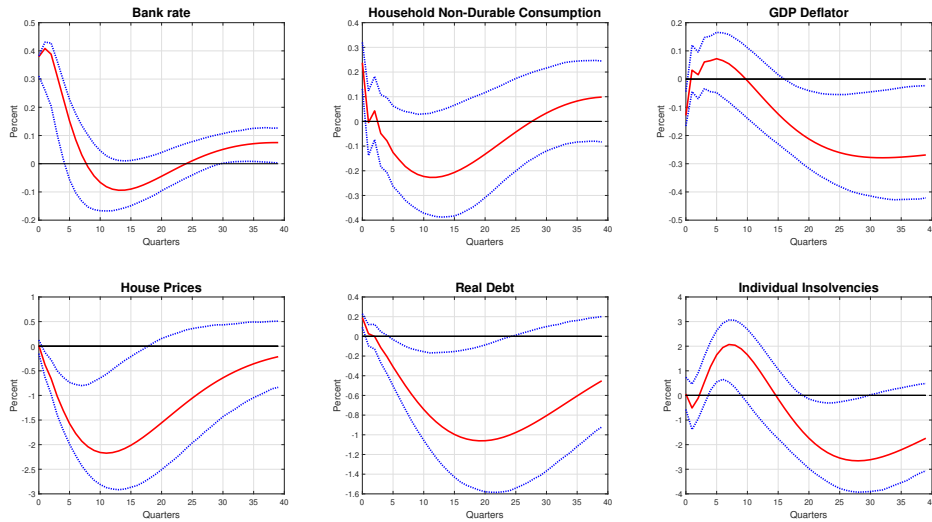 Bank rate
Household Non-Durable Consumption
GDP Deflator
0.5
0.4
0.3
0.2
0.1
0
-0.1
-0.2
Percent
0 5 10 15 20 25 30 35 40
Quarters
0.4
0.3
0.2
0.1
0
-0.1
-0.2
-0.3
-0.4
Percent
0 5 10 15 20 25 30 35 40
Quarters
0.2
0.1
0
-0.1
-0.2
-0.3
-0.4
-0.5
Percent
0 5 10 15 20 25 30 35 40
Quarters
House Prices
Real Debt
Individual Insolvencies
1
0.5
0
-0.5
-1
-1.5
-2
-2.5
-3
Percent
0 5 10 15 20 25 30 35 40
Quarters
0.4
0.2
0
-0.2
-0.4
-0.6
-0.8
-1
-1.2
-1.4
-1.6
Percent
0 5 10 15 20 25 30 35 40
Quarters
4
3
2
1
0
-1
-2
-3
-4
Percent
0 5 10 15 20 25 30 35 40
Quarters